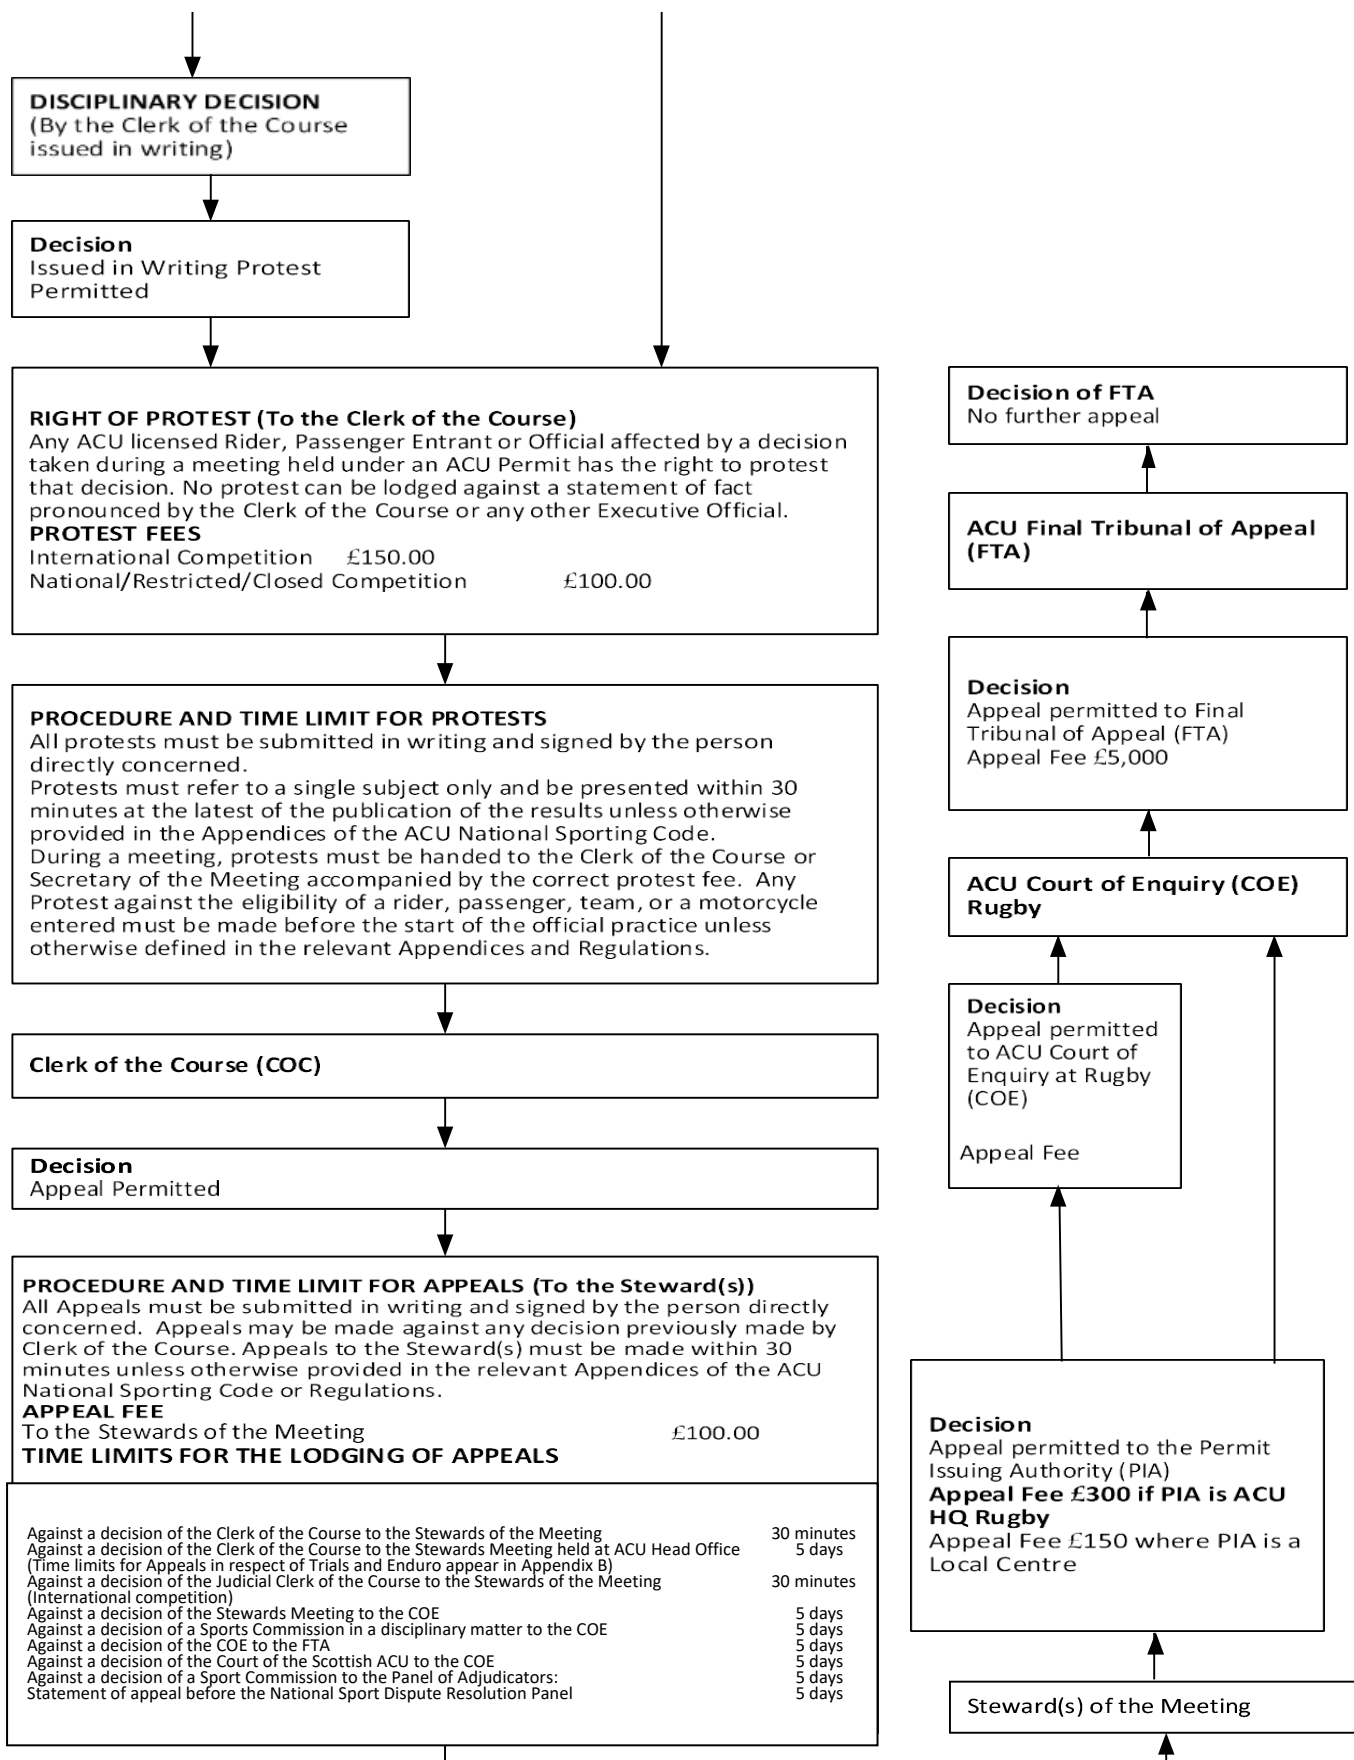 DISCIPLINARY DECISION
(By the Clerk of the Course
issued in writing)
Decision
Issued in Writing Protest
Permitted
RIGHT OF PROTEST (To the Clerk of the Course)
Any ACU licensed Rider, Passenger Entrant or Official affected by a decision
taken during a meeting held under an ACU Permit has the right to protest
that decision. No protest can be lodged against a statement of fact
pronounced by the Clerk of the Course or any other Executive Official.
PROTEST FEES
International Competition £150.00
National/Restricted/Closed Competition £100.00
PROCEDURE AND TIME LIMIT FOR PROTESTS
All protests must be submitted in writing and signed by the person
directly concerned.
Protests must refer to a single subject only and be presented within 30
minutes at the latest of the publication of the results unless otherwise
provided in the Appendices of the ACU National Sporting Code.
During a meeting, protests must be handed to the Clerk of the Course or
Secretary of the Meeting accompanied by the correct protest fee. Any
Protest against the eligibility of a rider, passenger, team, or a motorcycle
entered must be made before the start of the official practice unless
otherwise defined in the relevant Appendices and Regulations.
Clerk of the Course (COC)
Decision
Appeal Permitted
PROCEDURE AND TIME LIMIT FOR APPEALS (To the Steward(s))
All Appeals must be submitted in writing and signed by the person directly
concerned. Appeals may be made against any decision previously made by
Clerk of the Course. Appeals to the Steward(s) must be made within 30
minutes unless otherwise provided in the relevant Appendices of the ACU
National Sporting Code or Regulations.
APPEAL FEE
To the Stewards of the Meeting £100.00
TIME LIMITS FOR THE LODGING OF APPEALS
Against a decision of the Clerk of the Course to the Stewards of the Meeting 30 minutes
Against a decision of the Clerk of the Course to the Stewards Meeting held at ACU Head Office 5 days
(Time limits for Appeals in respect of Trials and Enduro appear in Appendix B)
Against a decision of the Judicial Clerk of the Course to the Stewards of the Meeting 30 minutes
(International competition)
Against a decision of the Stewards Meeting to the COE 5 days
Against a decision of a Sports Commission in a disciplinary matter to the COE 5 days
Against a decision of the COE to the FTA 5 days
Against a decision of the Court of the Scottish ACU to the COE 5 days
Against a decision of a Sport Commission to the Panel of Adjudicators: 5 days
Statement of appeal before the National Sport Dispute Resolution Panel 5 days
Decision of FTA
No further appeal
ACU Final Tribunal of Appeal
(FTA)
Decision
Appeal permitted to Final
Tribunal of Appeal (FTA)
Appeal Fee £5,000
ACU Court of Enquiry (COE)
Rugby
Decision
Appeal permitted
to ACU Court of
Enquiry at Rugby
(COE)
Appeal Fee
Decision
Appeal permitted to the Permit
Issuing Authority (PIA)
Appeal Fee £300 if PIA is ACU
HQ Rugby
Appeal Fee £150 where PIA is a
Local Centre
Steward(s) of the Meeting